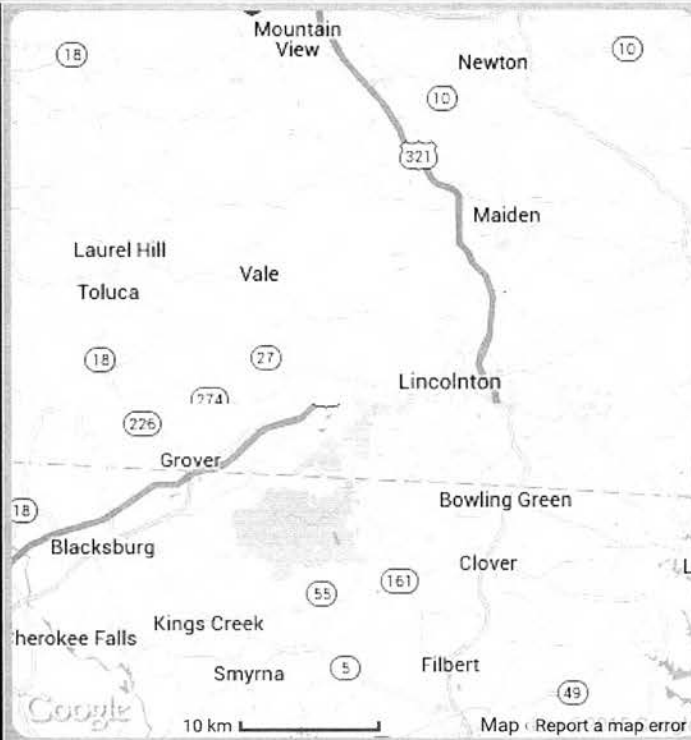 Mountain
View
18
10
Newton
10
321
Maiden
Laurel Hill
Vale
Toluca
18
27
Lincolnton
274
226
Grover
18
Bowling Green
Blacksburg
Clover
161
55
Kings Creek
herokee Falls
Filbert
Smyrna
5
49
Google
10 km
Map
Report a map error